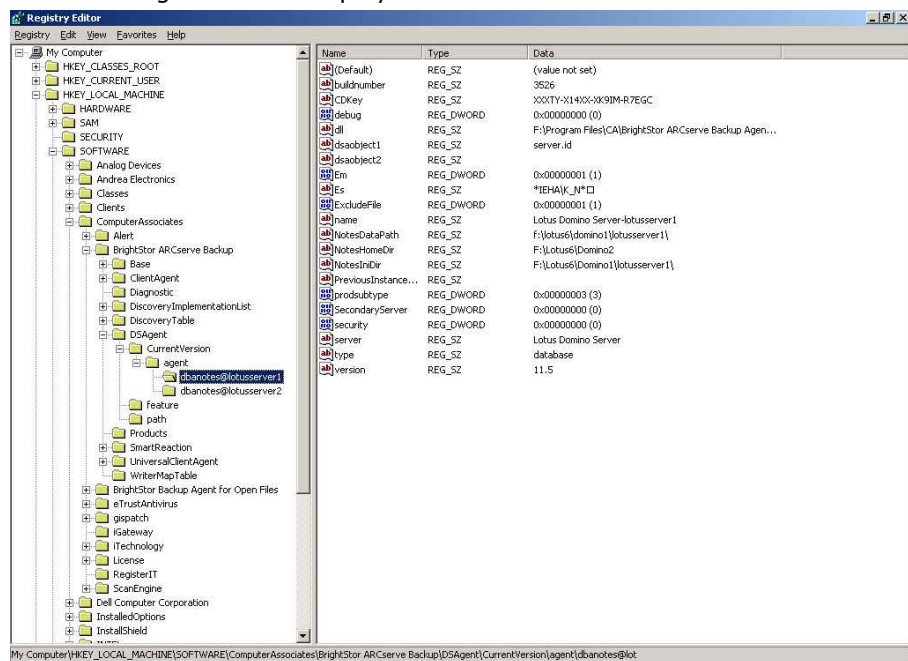 Registry Editor
Registry Edit View Favorites Help
My Computer
HKEY_CLASSES_ROOT
HKEY_CURRENT_USER
HKEY_LOCAL_MACHINE
HARDWARE
SAM
SECURITY
SOFTWARE
Analog Devices
Andrea Electronics
Classes
Clients
ComputerAssociates
Alert
BrightStor ARCserve Backup
Base
ClientAgent
Diagnostic
DiscoveryImplementationList
DiscoveryTable
DSAgent
CurrentVersion
agent
dbanotes@lotusserver1
dbanotes@lotusserver2
feature
path
Products
SmartReaction
UniversalClientAgent
WriterMapTable
BrightStor Backup Agent for Open Files
eTrustAntivirus
gispatch
iGateway
iTechnology
License
RegisterIT
ScanEngine
Dell Computer Corporation
InstalledOptions
InstallShield
Name Type Data
(Default) REG_SZ (value not set)
buildnumber REG_SZ 3526
CDKey REG_SZ XXXTY-X14XX-XK9IM-R7EGC
debug REG_DWORD 0x00000000 (0)
dll REG_SZ F:\Program Files\CA\BrightStor ARCserve Backup Agen...
dsaobject1 REG_SZ server.id
dsaobject2 REG_SZ
Em REG_DWORD 0x00000001 (1)
Es REG_SZ *IEHA\K_N*□
ExcludeFile REG_DWORD 0x00000001 (1)
name REG_SZ Lotus Domino Server-lotusserver1
NotesDataPath REG_SZ f:\lotus6\domino1\lotusserver1\
NotesHomeDir REG_SZ F:\Lotus6\Domino2
NotesIniDir REG_SZ F:\Lotus6\Domino1\lotusserver1\
PreviousInstance... REG_SZ
prodsubtype REG_DWORD 0x00000003 (3)
SecondaryServer REG_DWORD 0x00000000 (0)
security REG_DWORD 0x00000000 (0)
server REG_SZ Lotus Domino Server
type REG_SZ database
version REG_SZ 11.5
My Computer\HKEY_LOCAL_MACHINE\SOFTWARE\ComputerAssociates\BrightStor ARCserve Backup\DSAgent\CurrentVersion\agent\dbanotes@lot